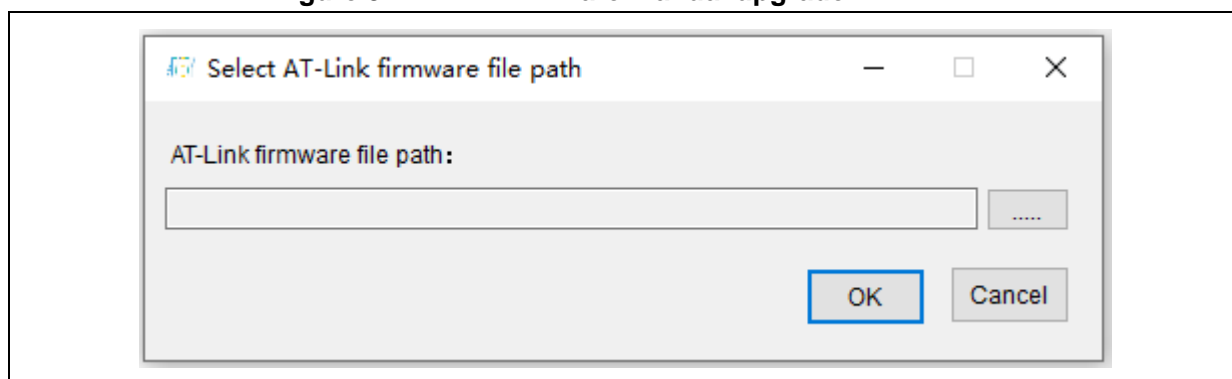 Select AT-Link firmware file path
AT-Link firmware file path:
.....
OK
Cancel